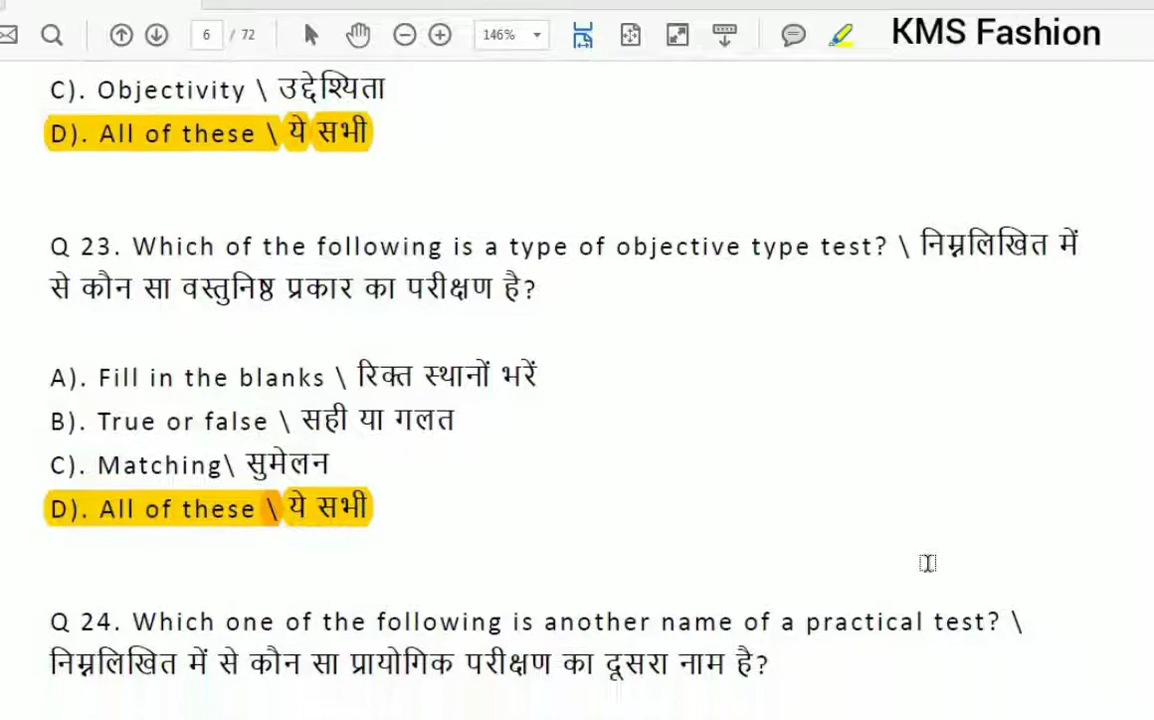 6 / 72 146% KMS Fashion
C). Objectivity \ उद्देश्यिता
D). All of these \ ये सभी
Q 23. Which of the following is a type of objective type test? \ निम्नलिखित में
से कौन सा वस्तुनिष्ठ प्रकार का परीक्षण है?
A). Fill in the blanks \ रिक्त स्थानों भरें
B). True or false \ सही या गलत
C). Matching\ सुमेलन
D). All of these \ ये सभी
Q 24. Which one of the following is another name of a practical test? \
निम्नलिखित में से कौन सा प्रायोगिक परीक्षण का दूसरा नाम है?